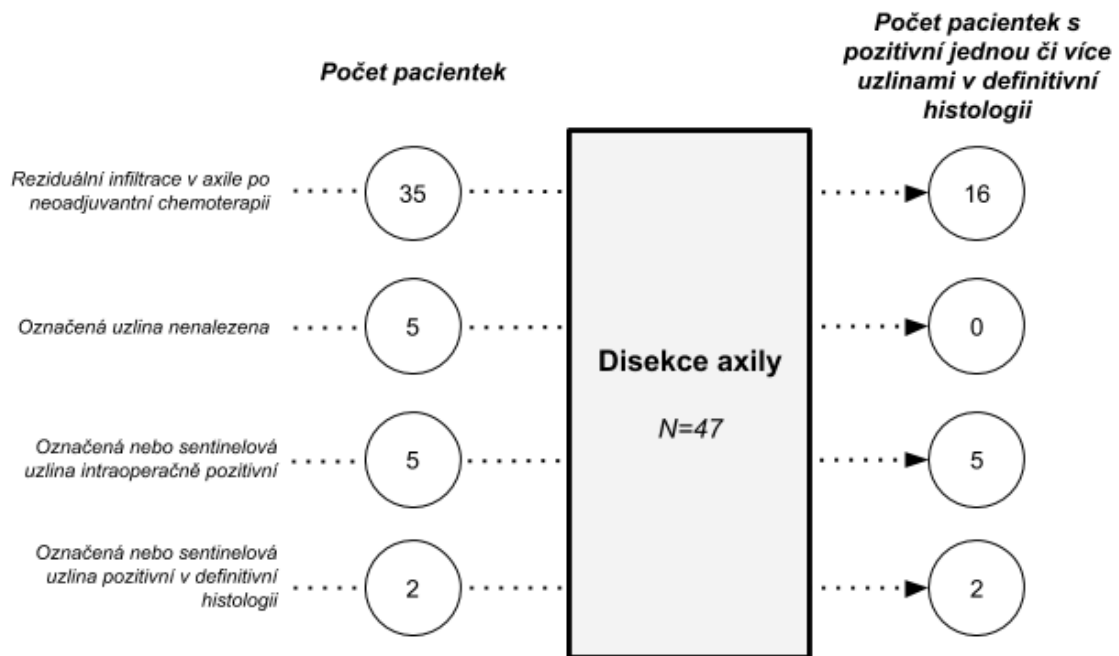 Počet pacientek
Počet pacientek s
pozitivní jednou či více
uzlinami v definitivní
histologii
Reziduální infiltrace v axile po
neoadjuvantní chemoterapii
35
16
Označená uzlina nenalezena
5
0
Disekce axily
N=47
Označená nebo sentinelová
uzlina intraoperačně pozitivní
5
5
Označená nebo sentinelová
uzlina pozitivní v definitivní
histologii
2
2